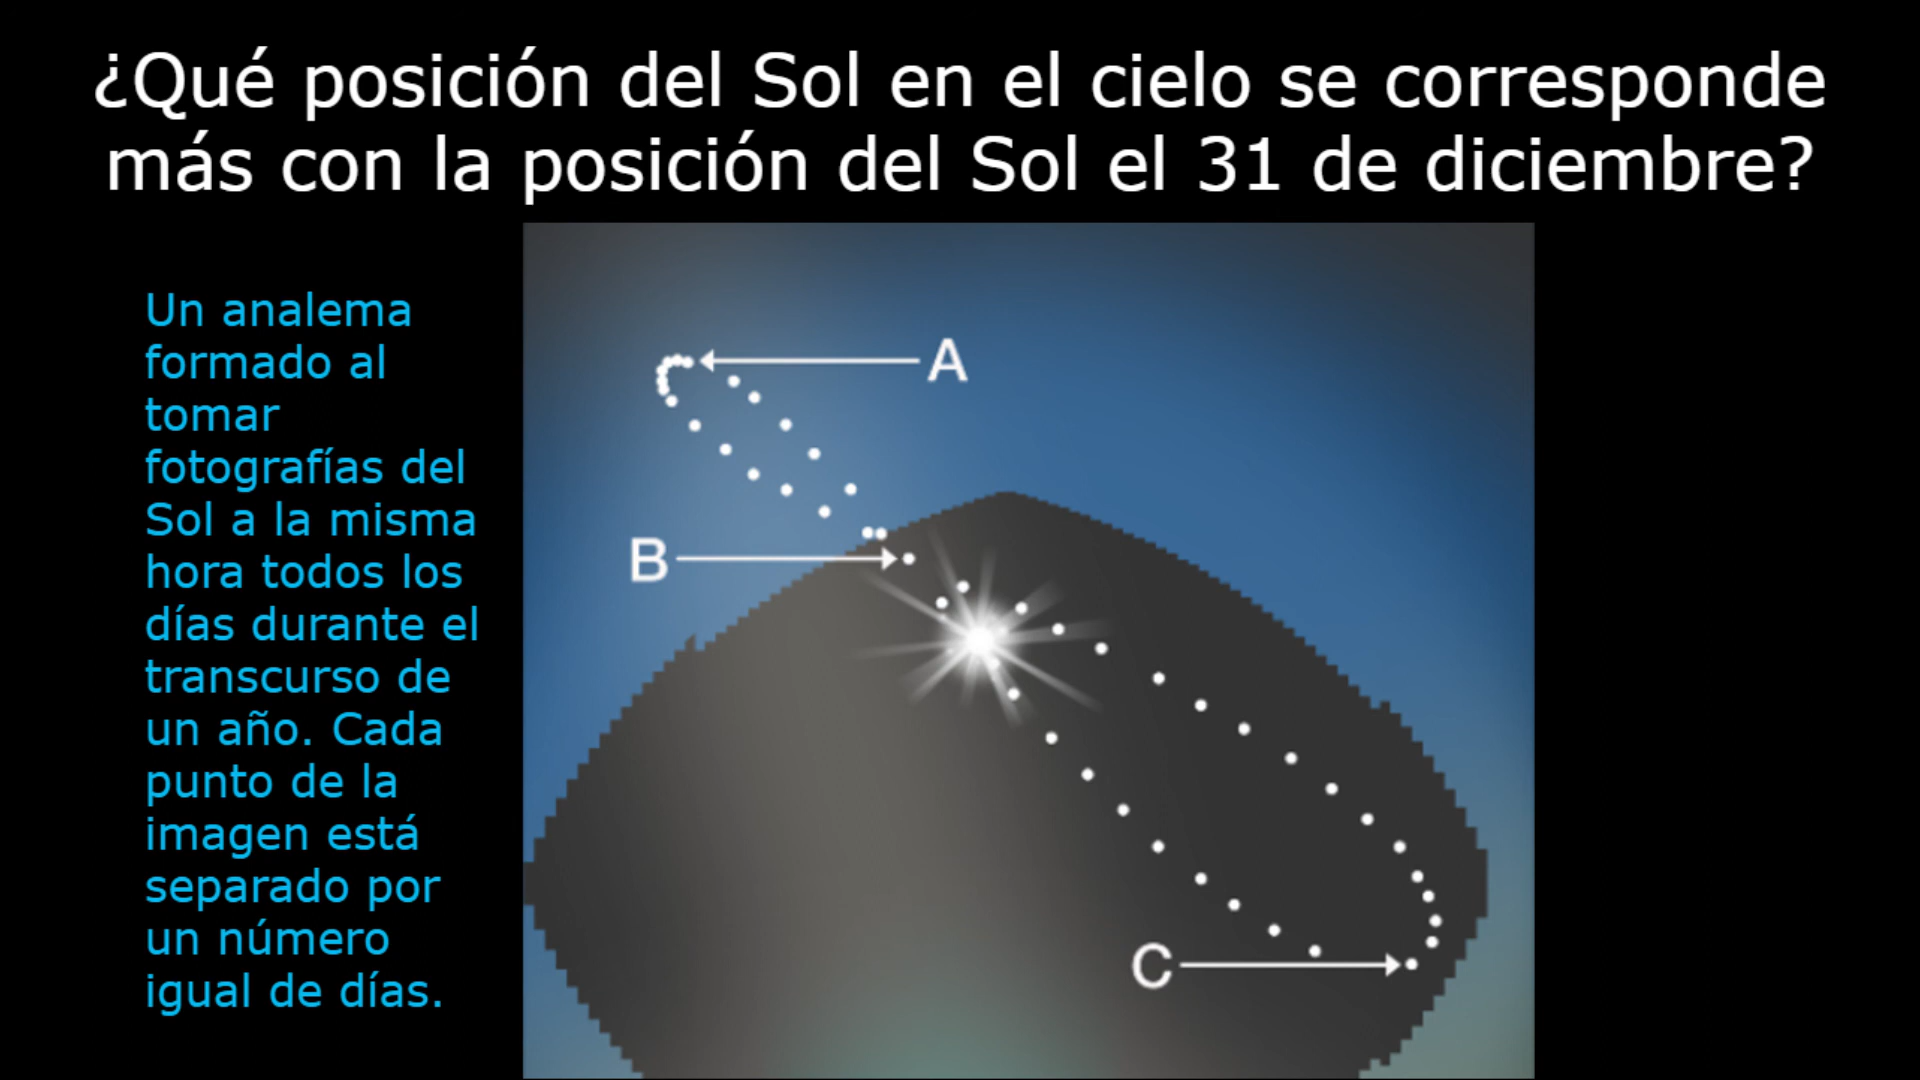 ¿Qué posición del Sol en el cielo se corresponde
más con la posición del Sol el 31 de diciembre?
Un analema
formado al
tomar
fotografías del
Sol a la misma
hora todos los
días durante el
transcurso de
un año. Cada
punto de la
imagen está
separado por
un número
igual de días.
A
B
C